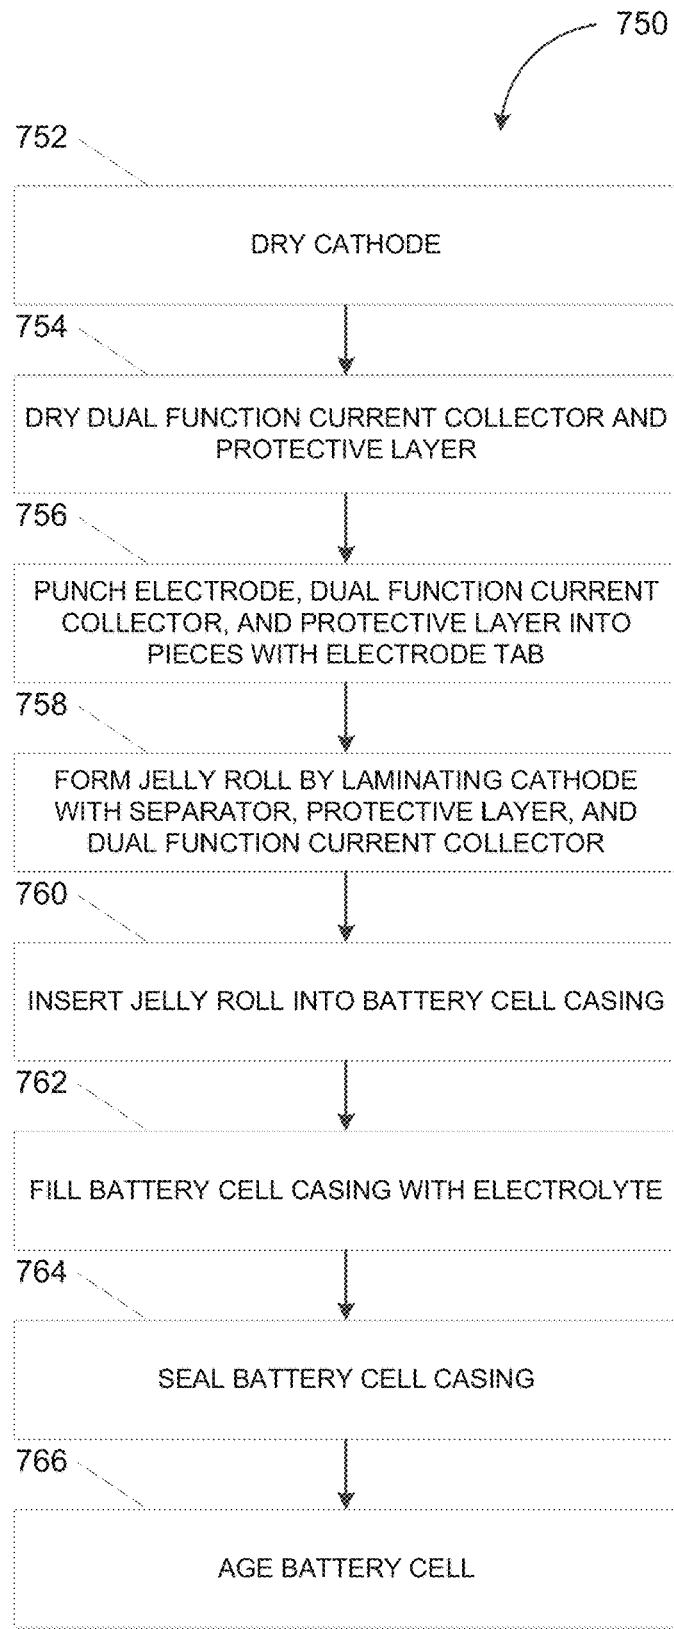 750
752
DRY CATHODE
754
DRY DUAL FUNCTION CURRENT COLLECTOR AND
PROTECTIVE LAYER
756
PUNCH ELECTRODE, DUAL FUNCTION CURRENT
COLLECTOR, AND PROTECTIVE LAYER INTO
PIECES WITH ELECTRODE TAB
758
FORM JELLY ROLL BY LAMINATING CATHODE
WITH SEPARATOR, PROTECTIVE LAYER, AND
DUAL FUNCTION CURRENT COLLECTOR
760
INSERT JELLY ROLL INTO BATTERY CELL CASING
762
FILL BATTERY CELL CASING WITH ELECTROLYTE
764
SEAL BATTERY CELL CASING
766
AGE BATTERY CELL